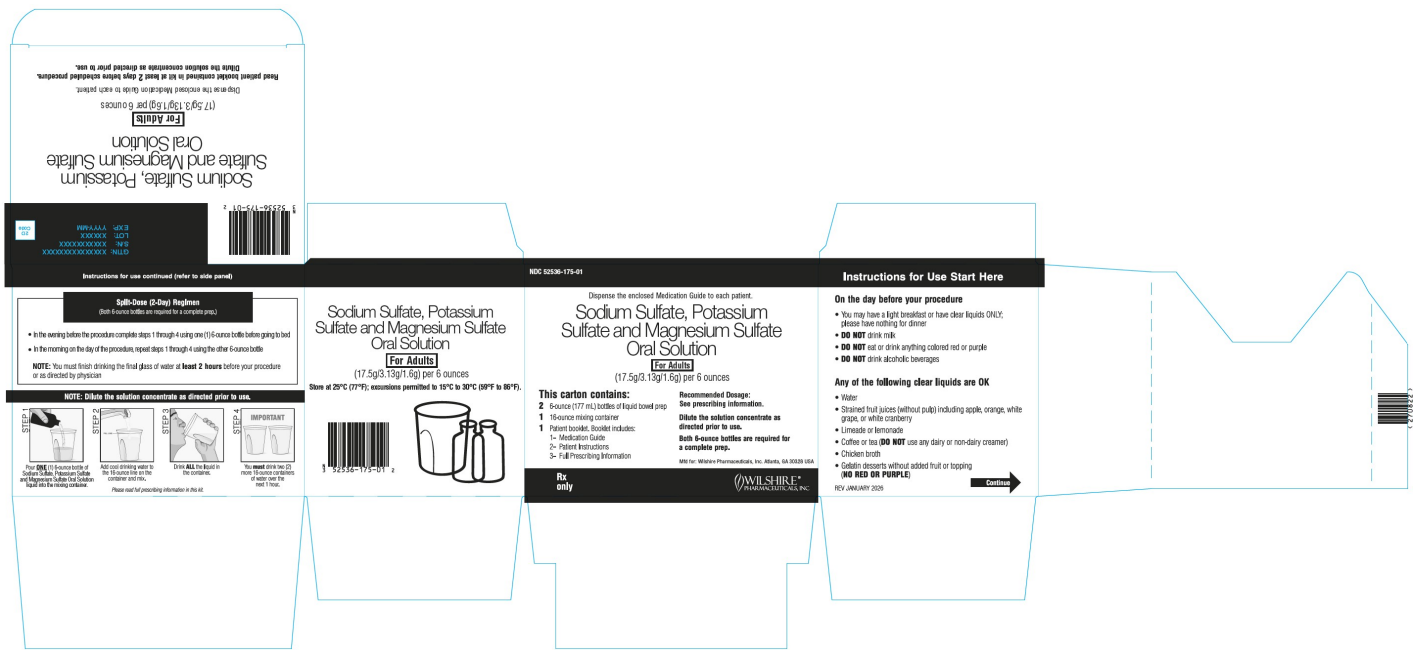 Sodium Sulfate, Potassium
Sulfate and Magnesium Sulfate
Oral Solution
For Adults
(17.5g/3.13g/1.6g) per 6 ounces
Dispense the enclosed Medication Guide to each patient.
Read patient booklet contained in kit at least 2 days before scheduled procedure.
Dilute the solution concentrate as directed prior to use.
3 52536-175-01 2
2D
Code
GTIN: XXXXXXXXXXXXXX
S/N: XXXXXXXXXXX
LOT: XXXXXX
EXP: YYYY-MM
Instructions for use continued (refer to side panel)
Split-Dose (2-Day) Regimen
(Both 6-ounce bottles are required for a complete prep.)
• In the evening before the procedure complete steps 1 through 4 using one (1) 6-ounce bottle before going to bed
• In the morning on the day of the procedure, repeat steps 1 through 4 using the other 6-ounce bottle
NOTE: You must finish drinking the final glass of water at least 2 hours before your procedure
or as directed by physician
NOTE: Dilute the solution concentrate as directed prior to use.
STEP 1
Pour ONE (1) 6-ounce bottle of
Sodium Sulfate, Potassium Sulfate
and Magnesium Sulfate Oral Solution
liquid into the mixing container.
STEP 2
Add cool drinking water to
the 16-ounce line on the
container and mix.
STEP 3
Drink ALL the liquid in
the container.
STEP 4
IMPORTANT
You must drink two (2)
more 16-ounce containers
of water over the
next 1 hour.
Please read full prescribing information in this kit.
Sodium Sulfate, Potassium
Sulfate and Magnesium Sulfate
Oral Solution
For Adults
(17.5g/3.13g/1.6g) per 6 ounces
Store at 25°C (77°F); excursions permitted to 15°C to 30°C (59°F to 86°F).
3 52536-175-01 2
NDC 52536-175-01
Dispense the enclosed Medication Guide to each patient.
Sodium Sulfate, Potassium
Sulfate and Magnesium Sulfate
Oral Solution
For Adults
(17.5g/3.13g/1.6g) per 6 ounces
This carton contains:
2 6-ounce (177 mL) bottles of liquid bowel prep
1 16-ounce mixing container
1 Patient booklet. Booklet includes:
1– Medication Guide
2– Patient Instructions
3– Full Prescribing Information
Recommended Dosage:
See prescribing information.
Dilute the solution concentrate as
directed prior to use.
Both 6-ounce bottles are required for
a complete prep.
Mfd for: Wilshire Pharmaceuticals, Inc. Atlanta, GA 30328 USA
Rx
only
WILSHIRE®
PHARMACEUTICALS, INC
Instructions for Use Start Here
On the day before your procedure
• You may have a light breakfast or have clear liquids ONLY;
please have nothing for dinner
• DO NOT drink milk
• DO NOT eat or drink anything colored red or purple
• DO NOT drink alcoholic beverages
Any of the following clear liquids are OK
• Water
• Strained fruit juices (without pulp) including apple, orange, white
grape, or white cranberry
• Limeade or lemonade
• Coffee or tea (DO NOT use any dairy or non-dairy creamer)
• Chicken broth
• Gelatin desserts without added fruit or topping
(NO RED OR PURPLE)
REV JANUARY 2026
Continue
(270822)